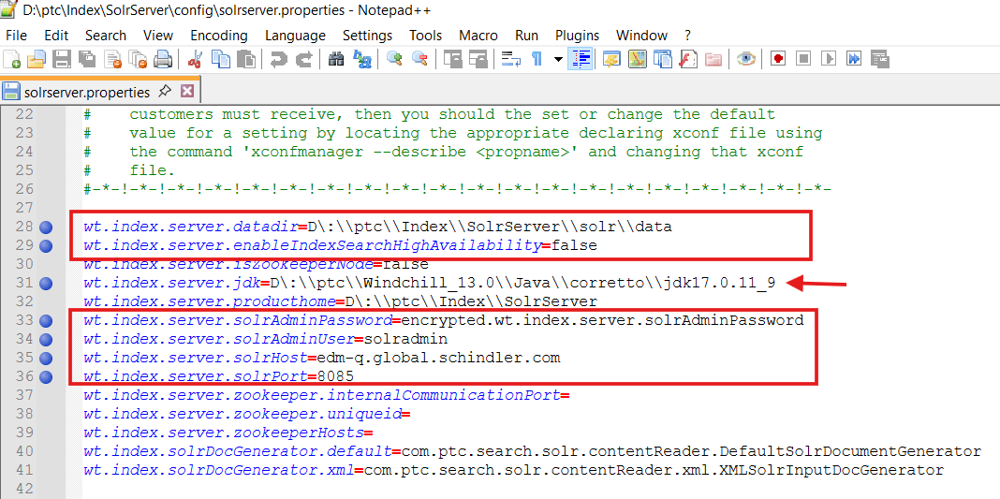 D:\ptc\Index\SolrServer\config\solrserver.properties - Notepad++
File Edit Search View Encoding Language Settings Tools Macro Run Plugins Window ?
solrserver.properties
22 # customers must receive, then you should the set or change the default
23 # value for a setting by locating the appropriate declaring xconf file using
24 # the command 'xconfmanager --describe <propname>' and changing that xconf
25 # file.
26 #-*-!-*-!-*-!-*-!-*-!-*-!-*-!-*-!-*-!-*-!-*-!-*-!-*-!-*-!-*-!-*-!-*-!-*-!-*-!-*-
27
28 wt.index.server.datadir=D\:\\ptc\\Index\\SolrServer\\solr\\data
29 wt.index.server.enableIndexSearchHighAvailability=false
30 wt.index.server.isZookeeperNode=false
31 wt.index.server.jdk=D\:\\ptc\\Windchill_13.0\\Java\\corretto\\jdk17.0.11_9
32 wt.index.server.producthome=D\:\\ptc\\Index\\SolrServer
33 wt.index.server.solrAdminPassword=encrypted.wt.index.server.solrAdminPassword
34 wt.index.server.solrAdminUser=solradmin
35 wt.index.server.solrHost=edm-q.global.schindler.com
36 wt.index.server.solrPort=8085
37 wt.index.server.zookeeper.internalCommunicationPort=
38 wt.index.server.zookeeper.uniqueid=
39 wt.index.server.zookeeperHosts=
40 wt.index.solrDocGenerator.default=com.ptc.search.solr.contentReader.DefaultSolrDocumentGenerator
41 wt.index.solrDocGenerator.xml=com.ptc.search.solr.contentReader.xml.XMLSolrInputDocGenerator
42